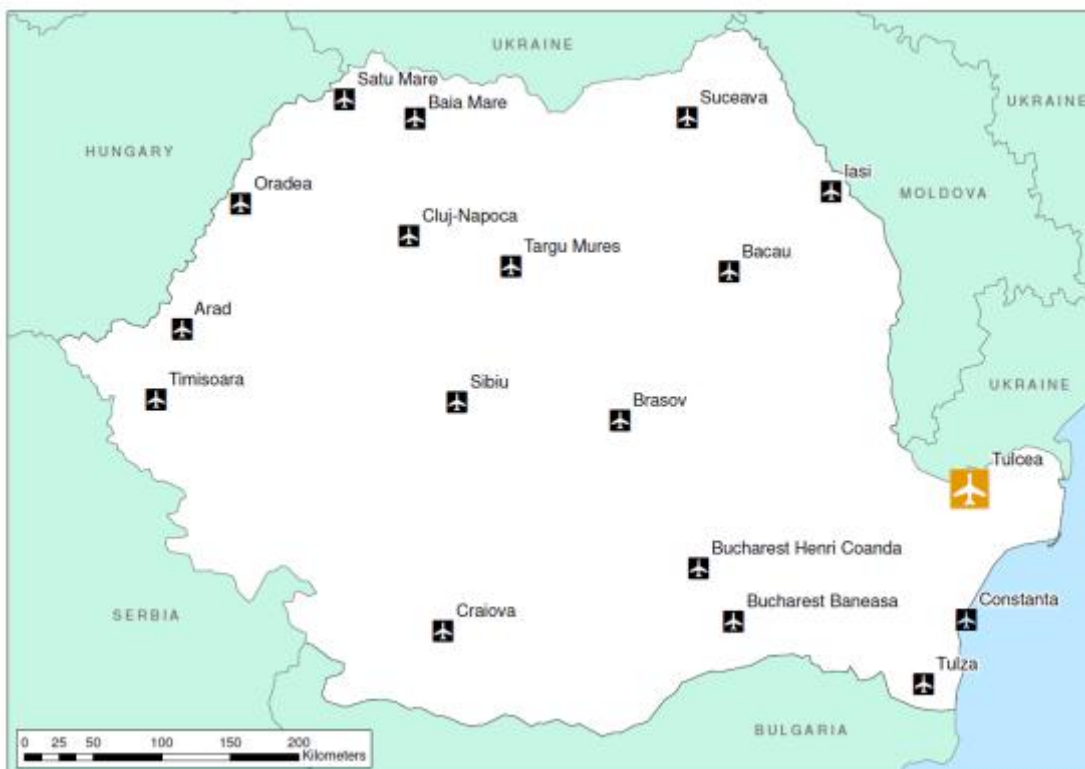 UKRAINE
Satu Mare
Baia Mare
Suceava
UKRAINE
HUNGARY
Oradea
Iasi
MOLDOVA
Cluj-Napoca
Targu Mures
Bacau
Arad
Timisoara
Sibiu
Brasov
UKRAINE
Tulcea
Bucharest Henri Coanda
SERBIA
Craiova
Bucharest Baneasa
Constanta
Tulza
BULGARIA
0 25 50 100 150 200
Kilometers